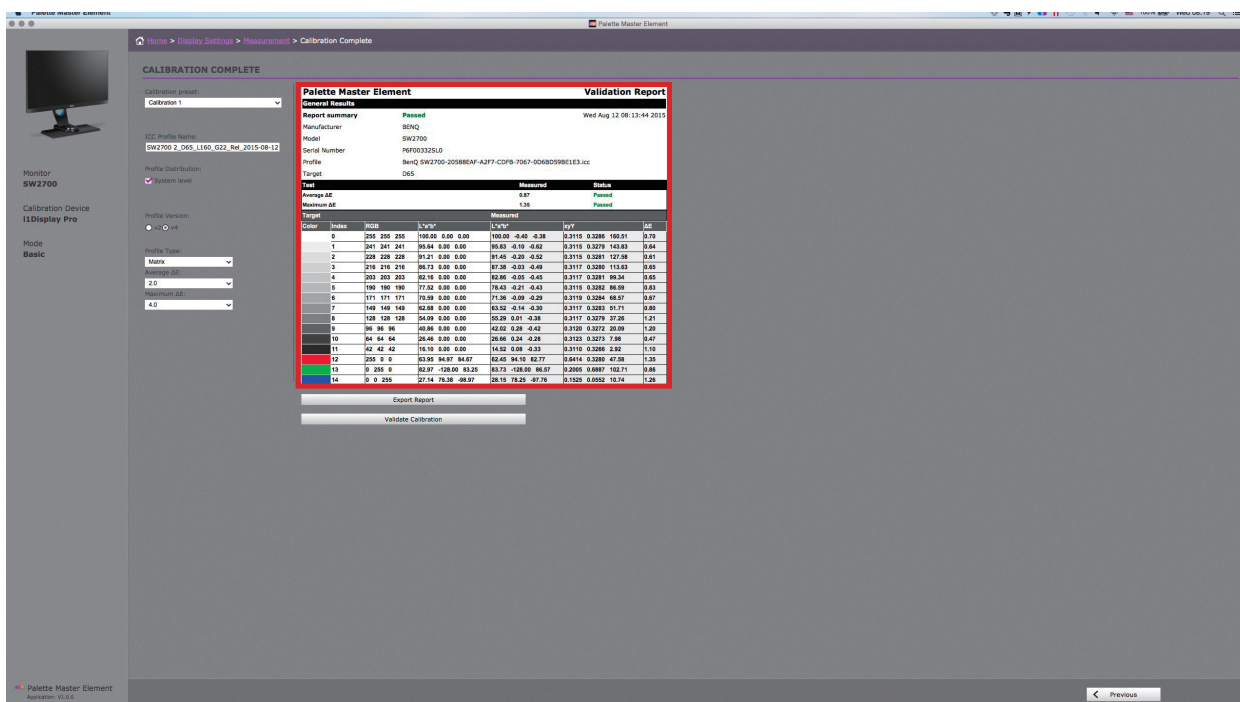 Palette Master Element
100%
Wed 08:19
Palette Master Element
Home > Display Settings > Measurement > Calibration Complete
CALIBRATION COMPLETE
Monitor
SW2700
Calibration Device
i1Display Pro
Mode
Basic
Calibration preset:
Calibration 1
ICC Profile Name:
SW2700 2_D65_L160_G22_Rel_2015-08-12
Profile Distribution:
System level
Profile Version:
v2 v4
Profile Type:
Matrix
Average ΔE:
2.0
Maximum ΔE:
4.0
Palette Master Element Validation Report
General Results
Report summary Passed Wed Aug 12 08:13:44 2015
Manufacturer BENQ
Model SW2700
Serial Number P6F00332SL0
Profile BenQ SW2700-20588EAF-A2F7-CDFB-7067-0D6BD59BE1E3.icc
Target D65
Test Measured Status
Average ΔE 0.87 Passed
Maximum ΔE 1.35 Passed
Target Measured
Color Index RGB L*a*b* L*a*b* xyY ΔE
0 255 255 255 100.00 0.00 0.00 100.00 -0.40 -0.38 0.3115 0.3286 160.51 0.70
1 241 241 241 95.64 0.00 0.00 95.83 -0.10 -0.62 0.3115 0.3279 143.83 0.64
2 228 228 228 91.21 0.00 0.00 91.45 -0.20 -0.52 0.3115 0.3281 127.58 0.61
3 216 216 216 86.73 0.00 0.00 87.38 -0.03 -0.49 0.3117 0.3280 113.63 0.65
4 203 203 203 82.16 0.00 0.00 82.86 -0.05 -0.45 0.3117 0.3281 99.34 0.65
5 190 190 190 77.52 0.00 0.00 78.43 -0.21 -0.43 0.3115 0.3282 86.59 0.83
6 171 171 171 70.59 0.00 0.00 71.36 -0.09 -0.29 0.3119 0.3284 68.57 0.67
7 149 149 149 62.68 0.00 0.00 63.52 -0.14 -0.30 0.3117 0.3283 51.71 0.80
8 128 128 128 54.09 0.00 0.00 55.29 0.01 -0.38 0.3117 0.3279 37.26 1.21
9 96 96 96 40.86 0.00 0.00 42.02 0.28 -0.42 0.3120 0.3272 20.09 1.20
10 64 64 64 26.46 0.00 0.00 26.66 0.24 -0.28 0.3123 0.3273 7.98 0.47
11 42 42 42 16.10 0.00 0.00 14.52 0.08 -0.33 0.3110 0.3266 2.92 1.10
12 255 0 0 63.95 94.97 84.67 62.45 94.10 82.77 0.6414 0.3280 47.58 1.35
13 0 255 0 82.97 -128.00 83.25 83.73 -128.00 86.57 0.2005 0.6887 102.71 0.86
14 0 0 255 27.14 76.38 -98.97 28.15 78.25 -97.76 0.1525 0.0552 10.74 1.26
Export Report
Validate Calibration
Palette Master Element
Application: V1.0.0
Previous